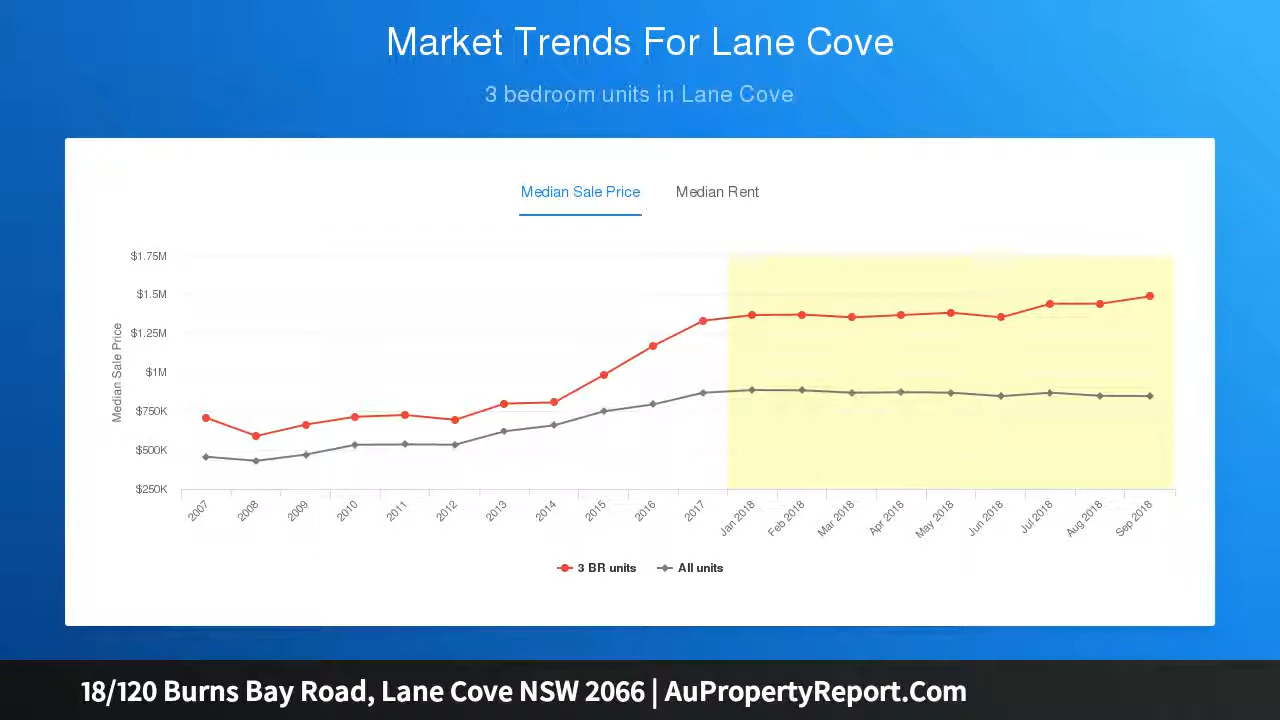 Market Trends For Lane Cove
3 bedroom units in Lane Cove
Median Sale Price Median Rent
Median Sale Price
$1.75M
$1.5M
$1.25M
$1M
$750K
$500K
$250K
2007 2008 2009 2010 2011 2012 2013 2014 2015 2016 2017 Jan 2018 Feb 2018 Mar 2018 Apr 2018 May 2018 Jun 2018 Jul 2018 Aug 2018 Sep 2018
3 BR units All units
18/120 Burns Bay Road, Lane Cove NSW 2066 | AuPropertyReport.Com